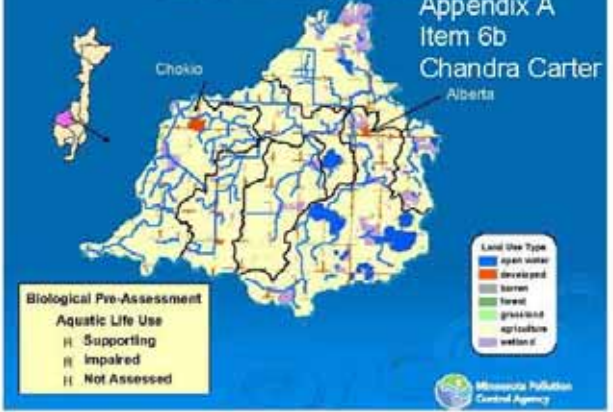 Appendix A
Item 6b
Chandra Carter
Chokio
Alberta
Land Use Type
open water
developed
barren
forest
grassland
agriculture
wetland
Biological Pre-Assessment
Aquatic Life Use
Supporting
Impaired
Not Assessed
Minnesota Pollution
Control Agency